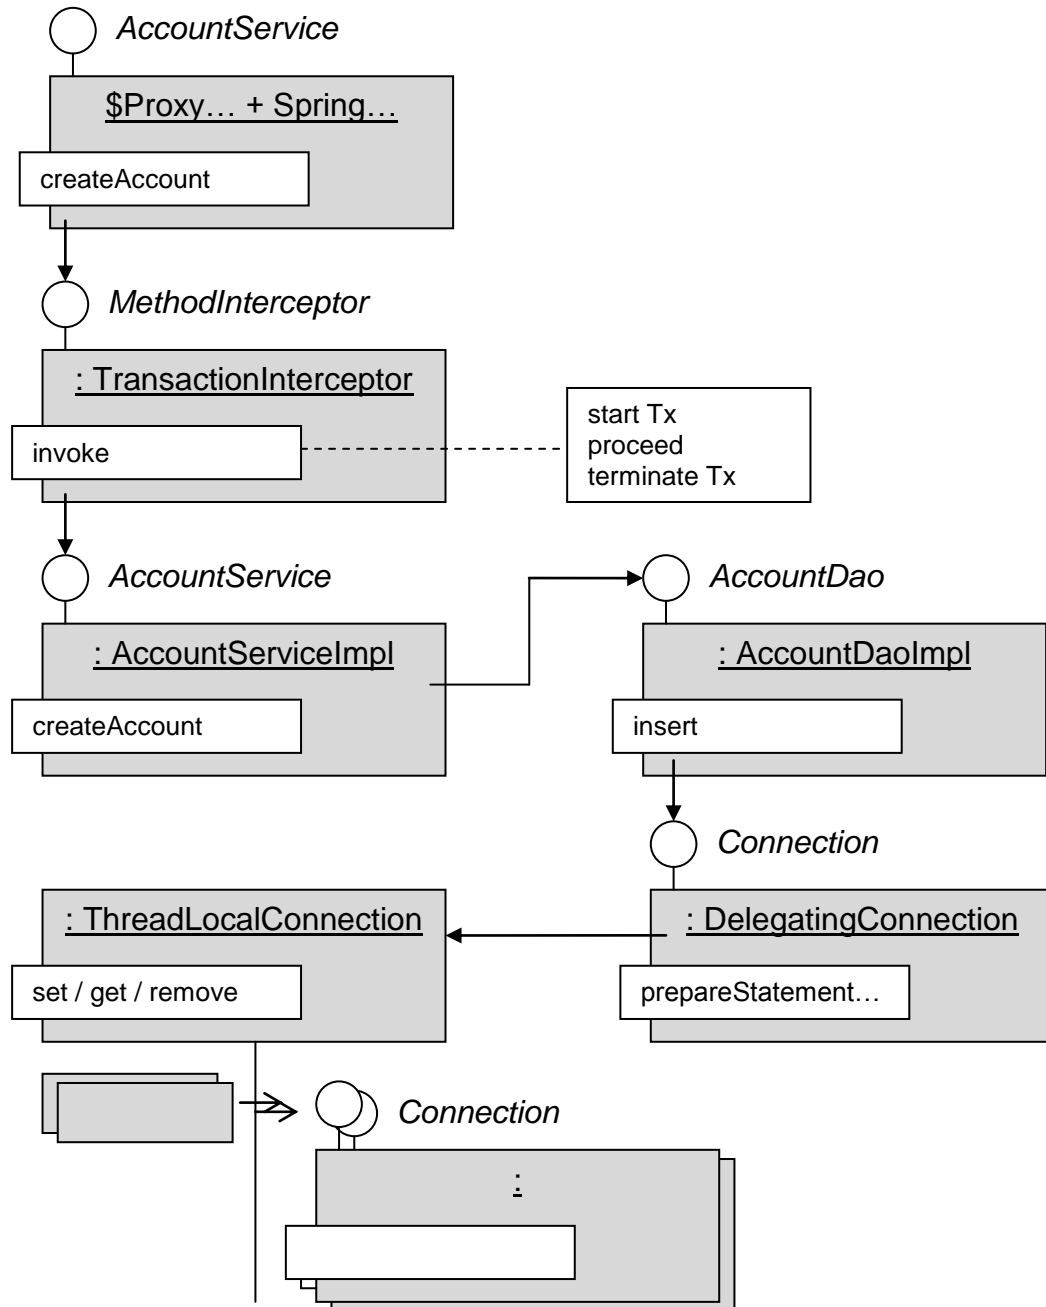 AccountService
$Proxy… + Spring…
createAccount
MethodInterceptor
: TransactionInterceptor
invoke
start Tx
proceed
terminate Tx
AccountService
: AccountServiceImpl
createAccount
AccountDao
: AccountDaoImpl
insert
Connection
: DelegatingConnection
prepareStatement…
: ThreadLocalConnection
set / get / remove
Connection
: